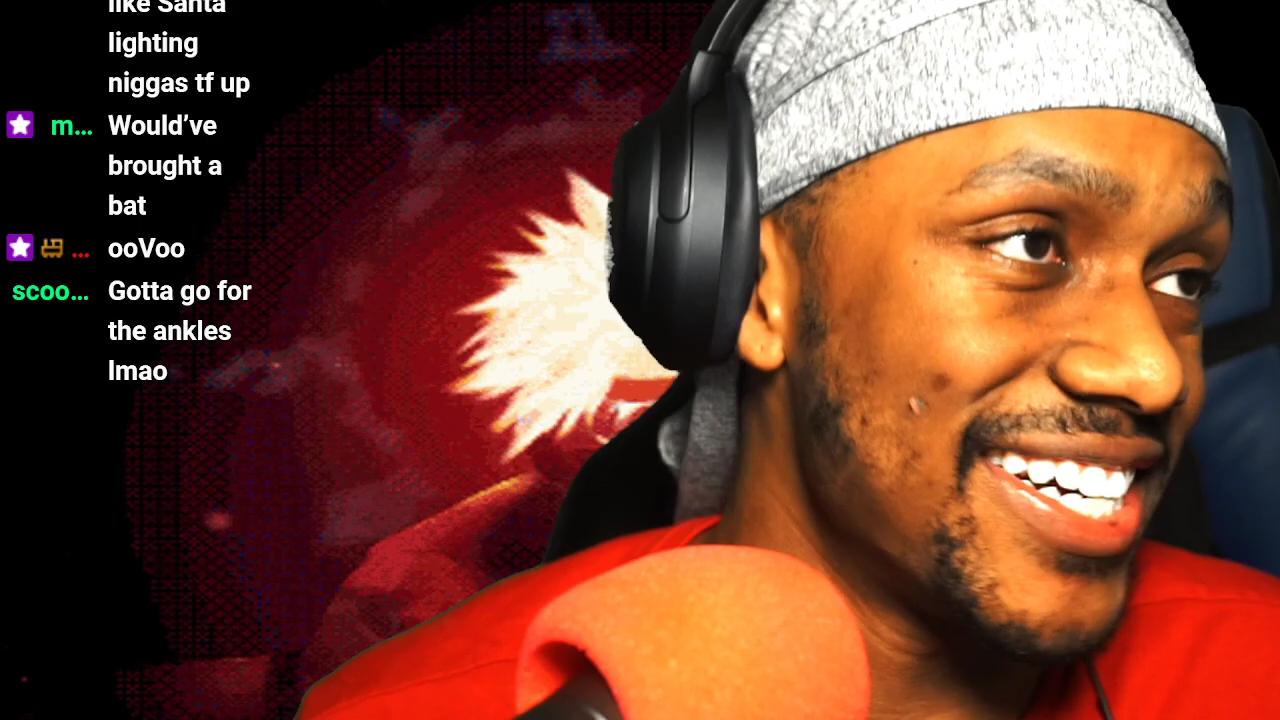 like Santa
lighting
niggas tf up
m... Would’ve
brought a
bat
... ooVoo
scoo... Gotta go for
the ankles
lmao